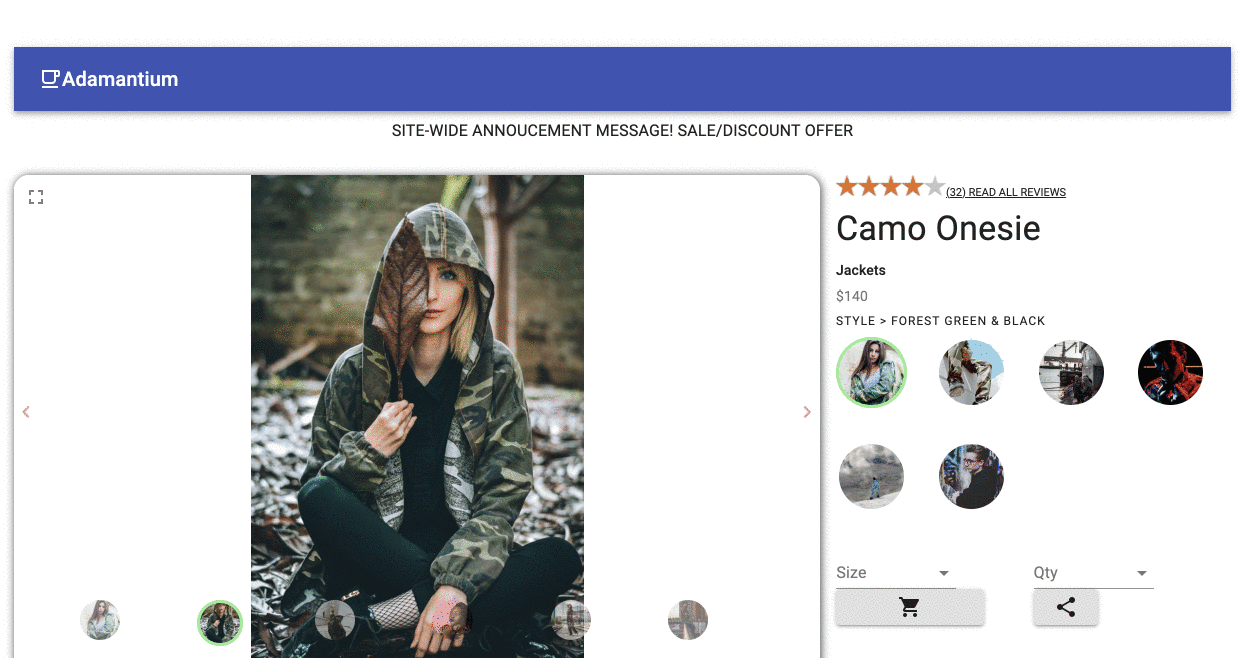 Adamantium
SITE-WIDE ANNOUCEMENT MESSAGE! SALE/DISCOUNT OFFER
(32) READ ALL REVIEWS
Camo Onesie
Jackets
$140
STYLE > FOREST GREEN & BLACK
Size
Qty